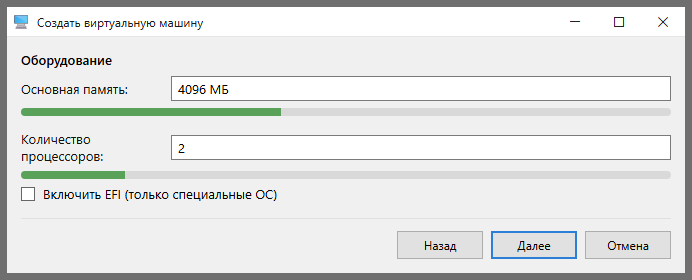 Создать виртуальную машину
Оборудование
Основная память:
4096 МБ
Количество
процессоров:
2
Включить EFI (только специальные ОС)
Назад
Далее
Отмена